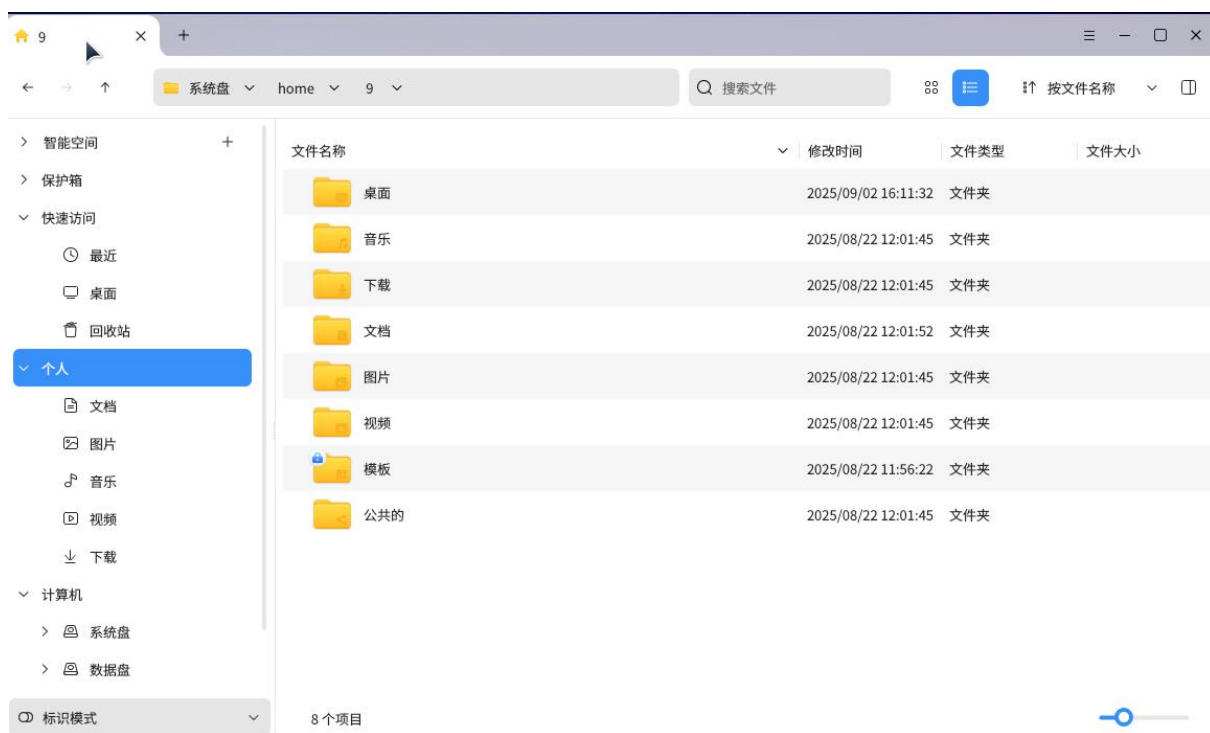 9
系统盘 home 9 搜索文件 按文件名称
智能空间
保护箱
快速访问
最近
桌面
回收站
个人
文档
图片
音乐
视频
下载
计算机
系统盘
数据盘
标识模式
文件名称 修改时间 文件类型 文件大小
桌面 2025/09/02 16:11:32 文件夹
音乐 2025/08/22 12:01:45 文件夹
下载 2025/08/22 12:01:45 文件夹
文档 2025/08/22 12:01:52 文件夹
图片 2025/08/22 12:01:45 文件夹
视频 2025/08/22 12:01:45 文件夹
模板 2025/08/22 11:56:22 文件夹
公共的 2025/08/22 12:01:45 文件夹
8个项目